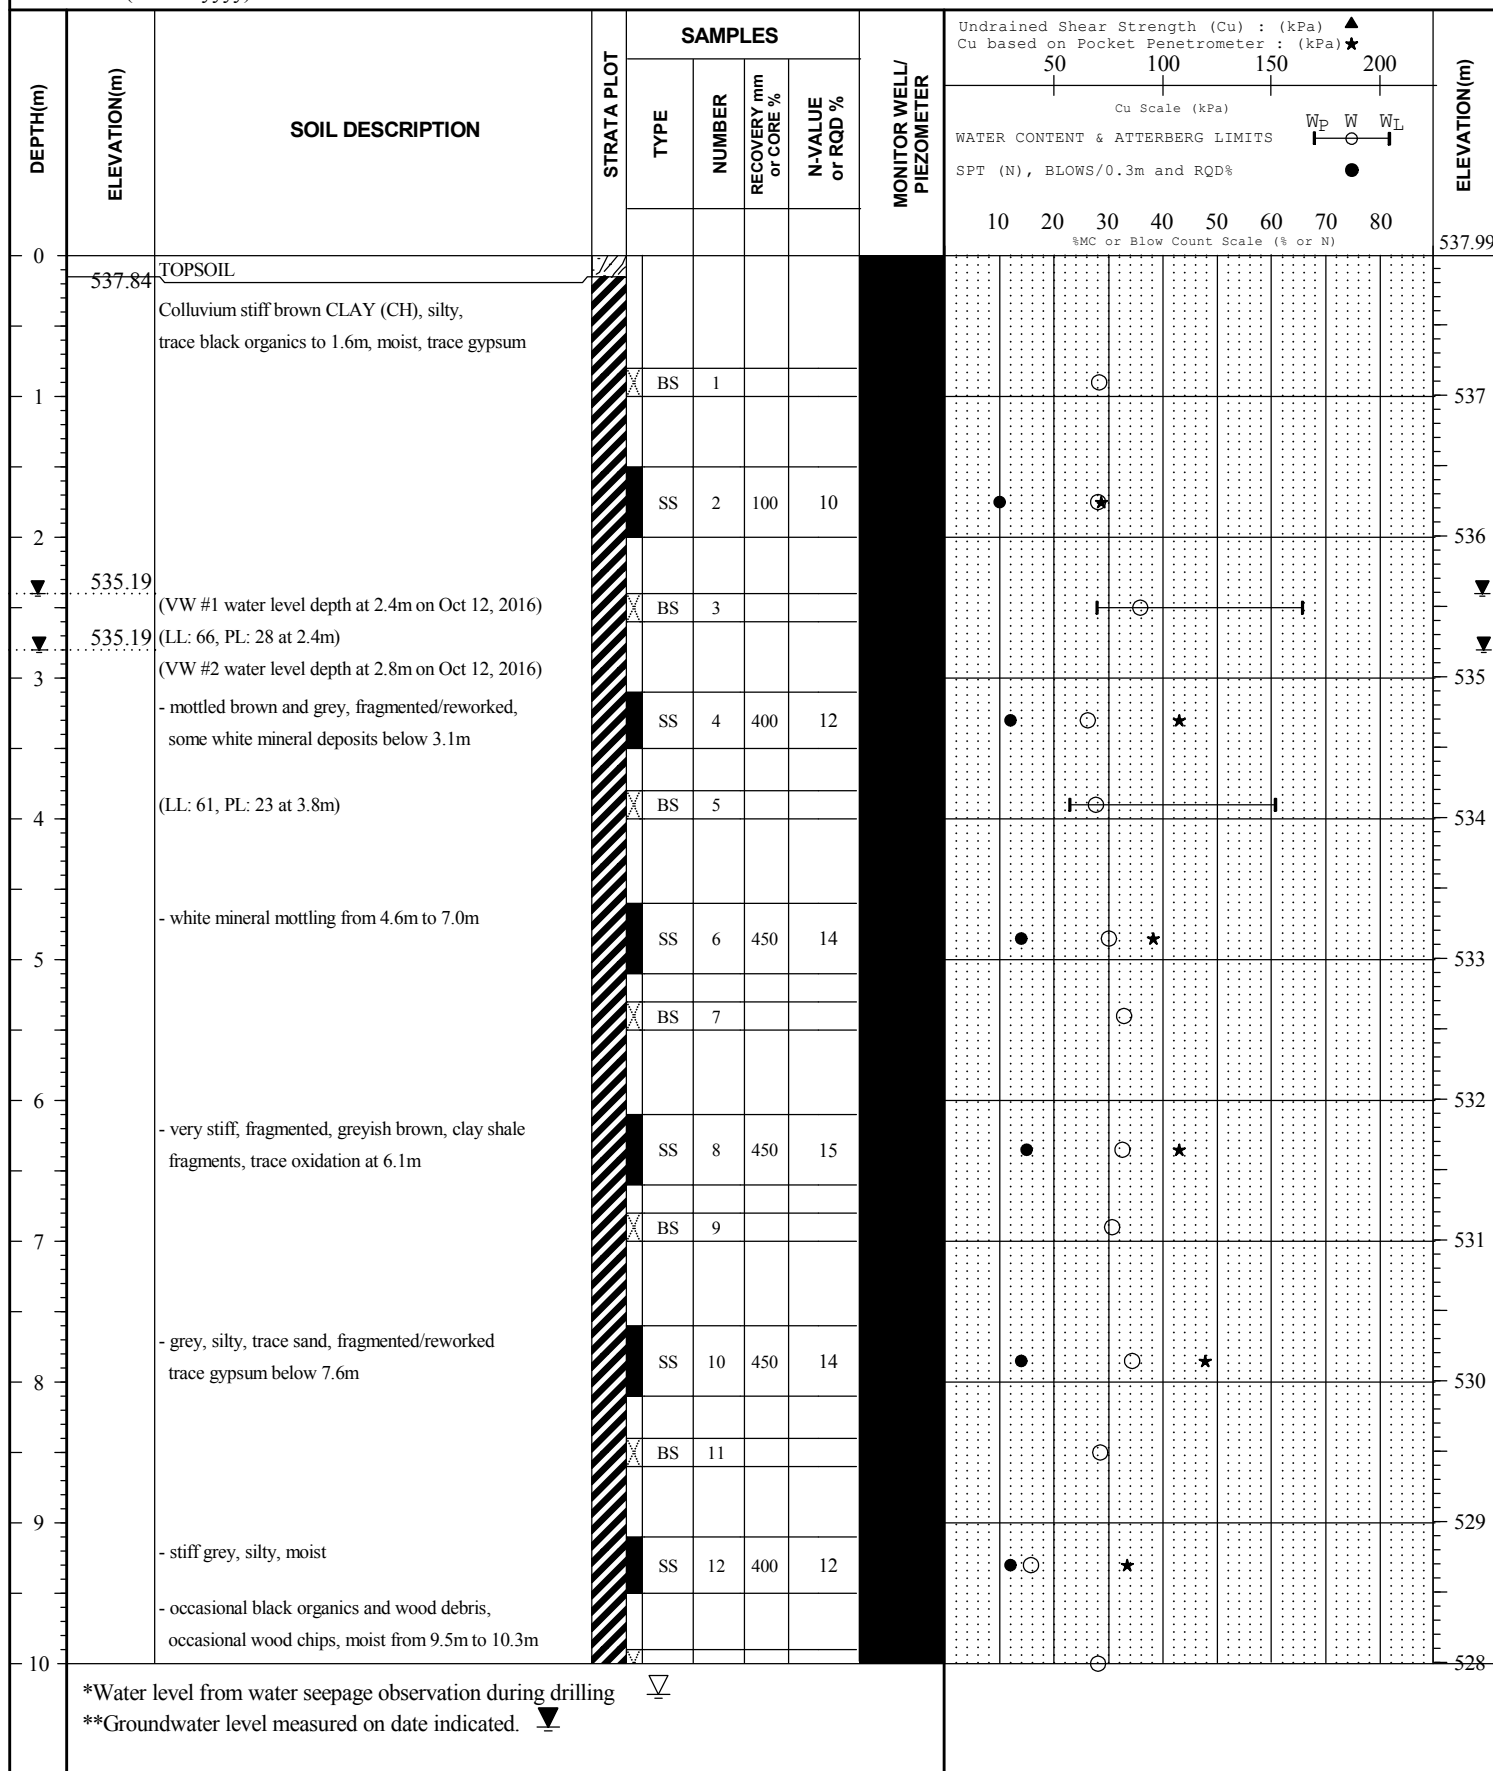 Undrained Shear Strength (Cu) : (kPa)
Cu based on Pocket Penetrometer : (kPa)
50 100 150 200
Cu Scale (kPa)
WATER CONTENT & ATTERBERG LIMITS
WP W WL
SPT (N), BLOWS/0.3m and RQD%
10 20 30 40 50 60 70 80
%MC or Blow Count Scale (% or N)
DEPTH(m)
ELEVATION(m)
SOIL DESCRIPTION
STRATA PLOT
SAMPLES
TYPE
NUMBER
RECOVERY mm
or CORE %
N-VALUE
or RQD %
MONITOR WELL/
PIEZOMETER
ELEVATION(m)
0 537.99
TOPSOIL
537.84
Colluvium stiff brown CLAY (CH), silty,
trace black organics to 1.6m, moist, trace gypsum
BS 1
1 537
SS 2 100 10
2 536
535.19
(VW #1 water level depth at 2.4m on Oct 12, 2016)
BS 3
535.19 (LL: 66, PL: 28 at 2.4m)
(VW #2 water level depth at 2.8m on Oct 12, 2016)
3 535
- mottled brown and grey, fragmented/reworked,
some white mineral deposits below 3.1m
SS 4 400 12
(LL: 61, PL: 23 at 3.8m)
BS 5
4 534
- white mineral mottling from 4.6m to 7.0m
SS 6 450 14
5 533
BS 7
6 532
- very stiff, fragmented, greyish brown, clay shale
fragments, trace oxidation at 6.1m
SS 8 450 15
BS 9
7 531
- grey, silty, trace sand, fragmented/reworked
trace gypsum below 7.6m
SS 10 450 14
8 530
BS 11
9 529
- stiff grey, silty, moist
SS 12 400 12
- occasional black organics and wood debris,
occasional wood chips, moist from 9.5m to 10.3m
10 528
*Water level from water seepage observation during drilling
**Groundwater level measured on date indicated.